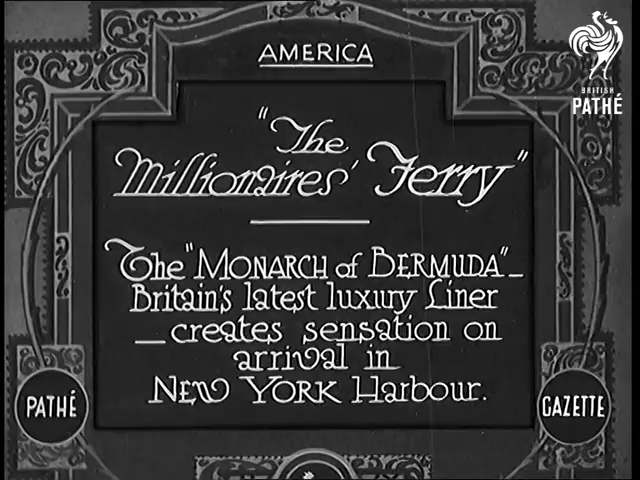 AMERICA
BRITISH
PATHÉ
"The
Millionaires' Ferry"
The "MONARCH of BERMUDA" _
Britain's latest luxury Liner
_ creates sensation on
arrival in
NEW YORK Harbour.
PATHÉ
GAZETTE